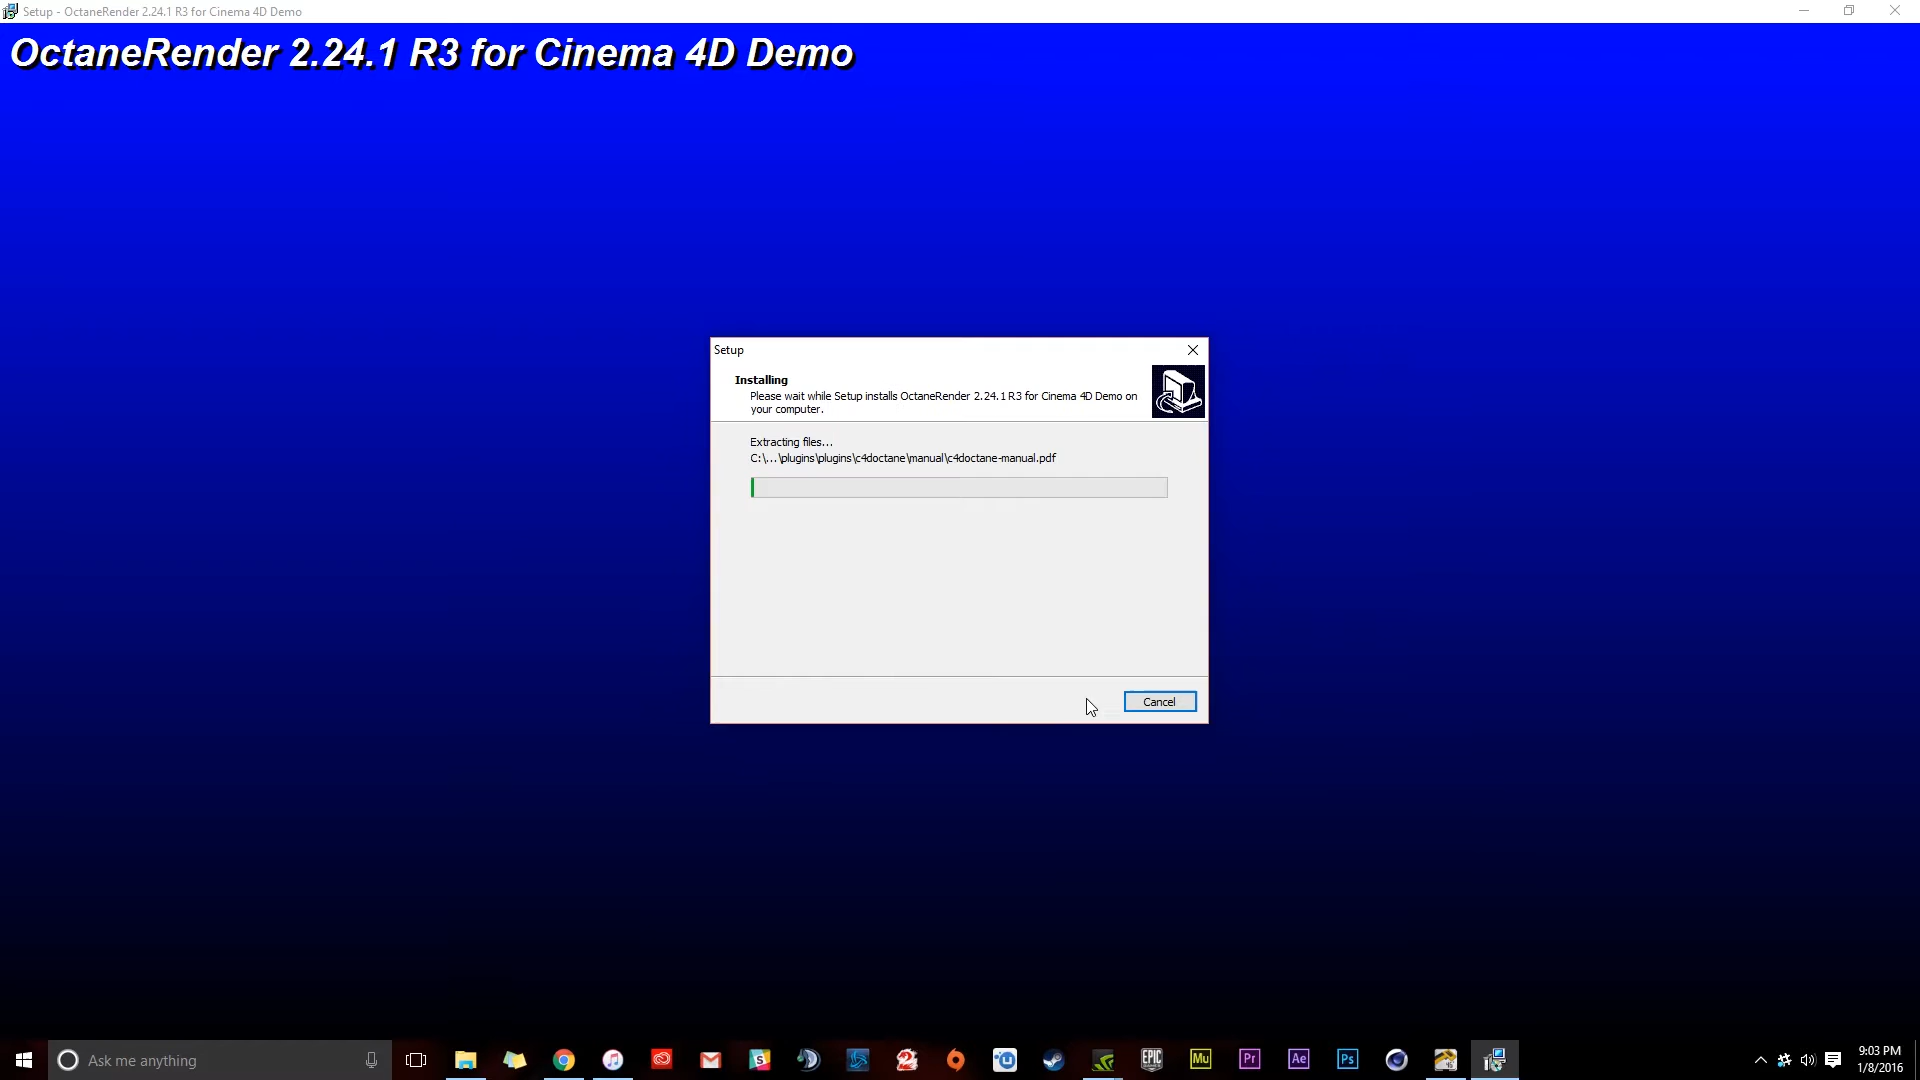 Setup - OctaneRender 2.24.1 R3 for Cinema 4D Demo
OctaneRender 2.24.1 R3 for Cinema 4D Demo
Setup
Installing
Please wait while Setup installs OctaneRender 2.24.1 R3 for Cinema 4D Demo on
your computer.
Extracting files...
C:\...\plugins\plugins\c4doctane\manual\c4doctane-manual.pdf
Cancel
Ask me anything
EPIC
GAMES
Mu
Pr
Ae
Ps
9:03 PM
1/8/2016